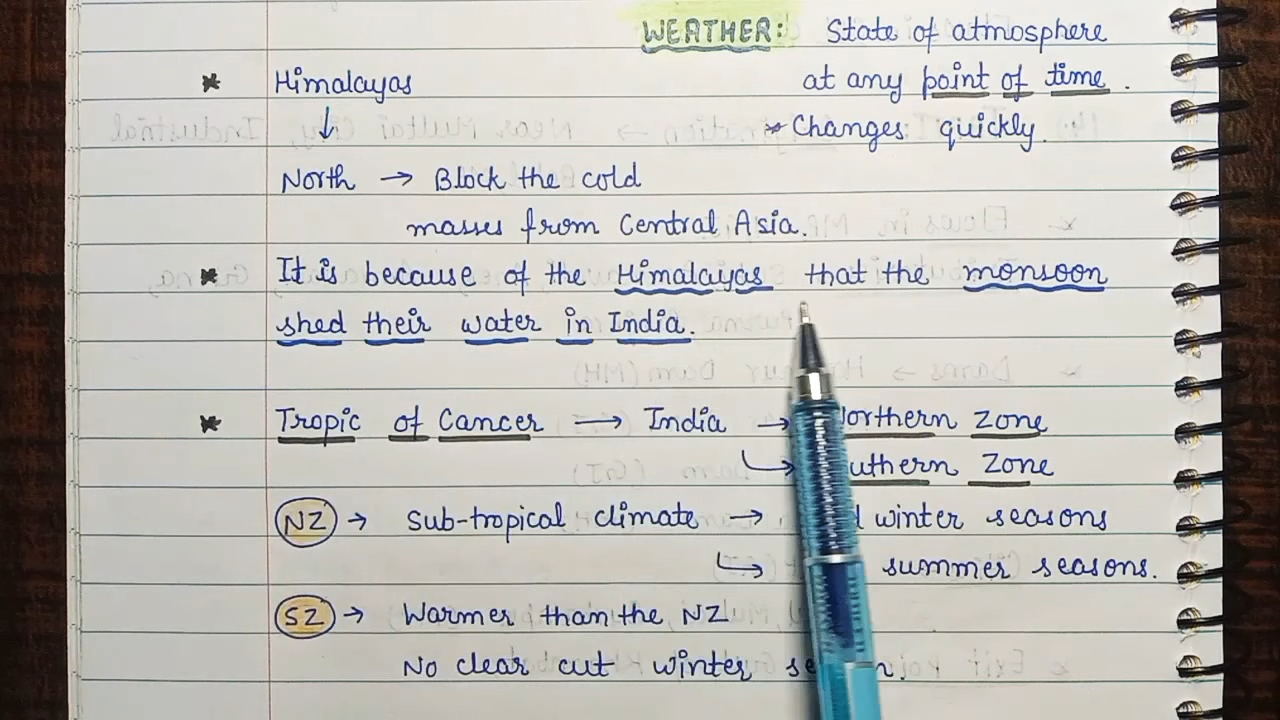 WEATHER: State of atmosphere
* Himalayas
at any point of time.
↓
* Changes quickly.
North → Block the cold
masses from Central Asia.
* It is because of the Himalayas that the monsoon
shed their water in India.
* Tropic of Cancer → India → Northern Zone
↳ Southern Zone
NZ → Sub-tropical climate → winter seasons
↳ summer seasons.
SZ → Warmer than the NZ
No clear cut winter season.